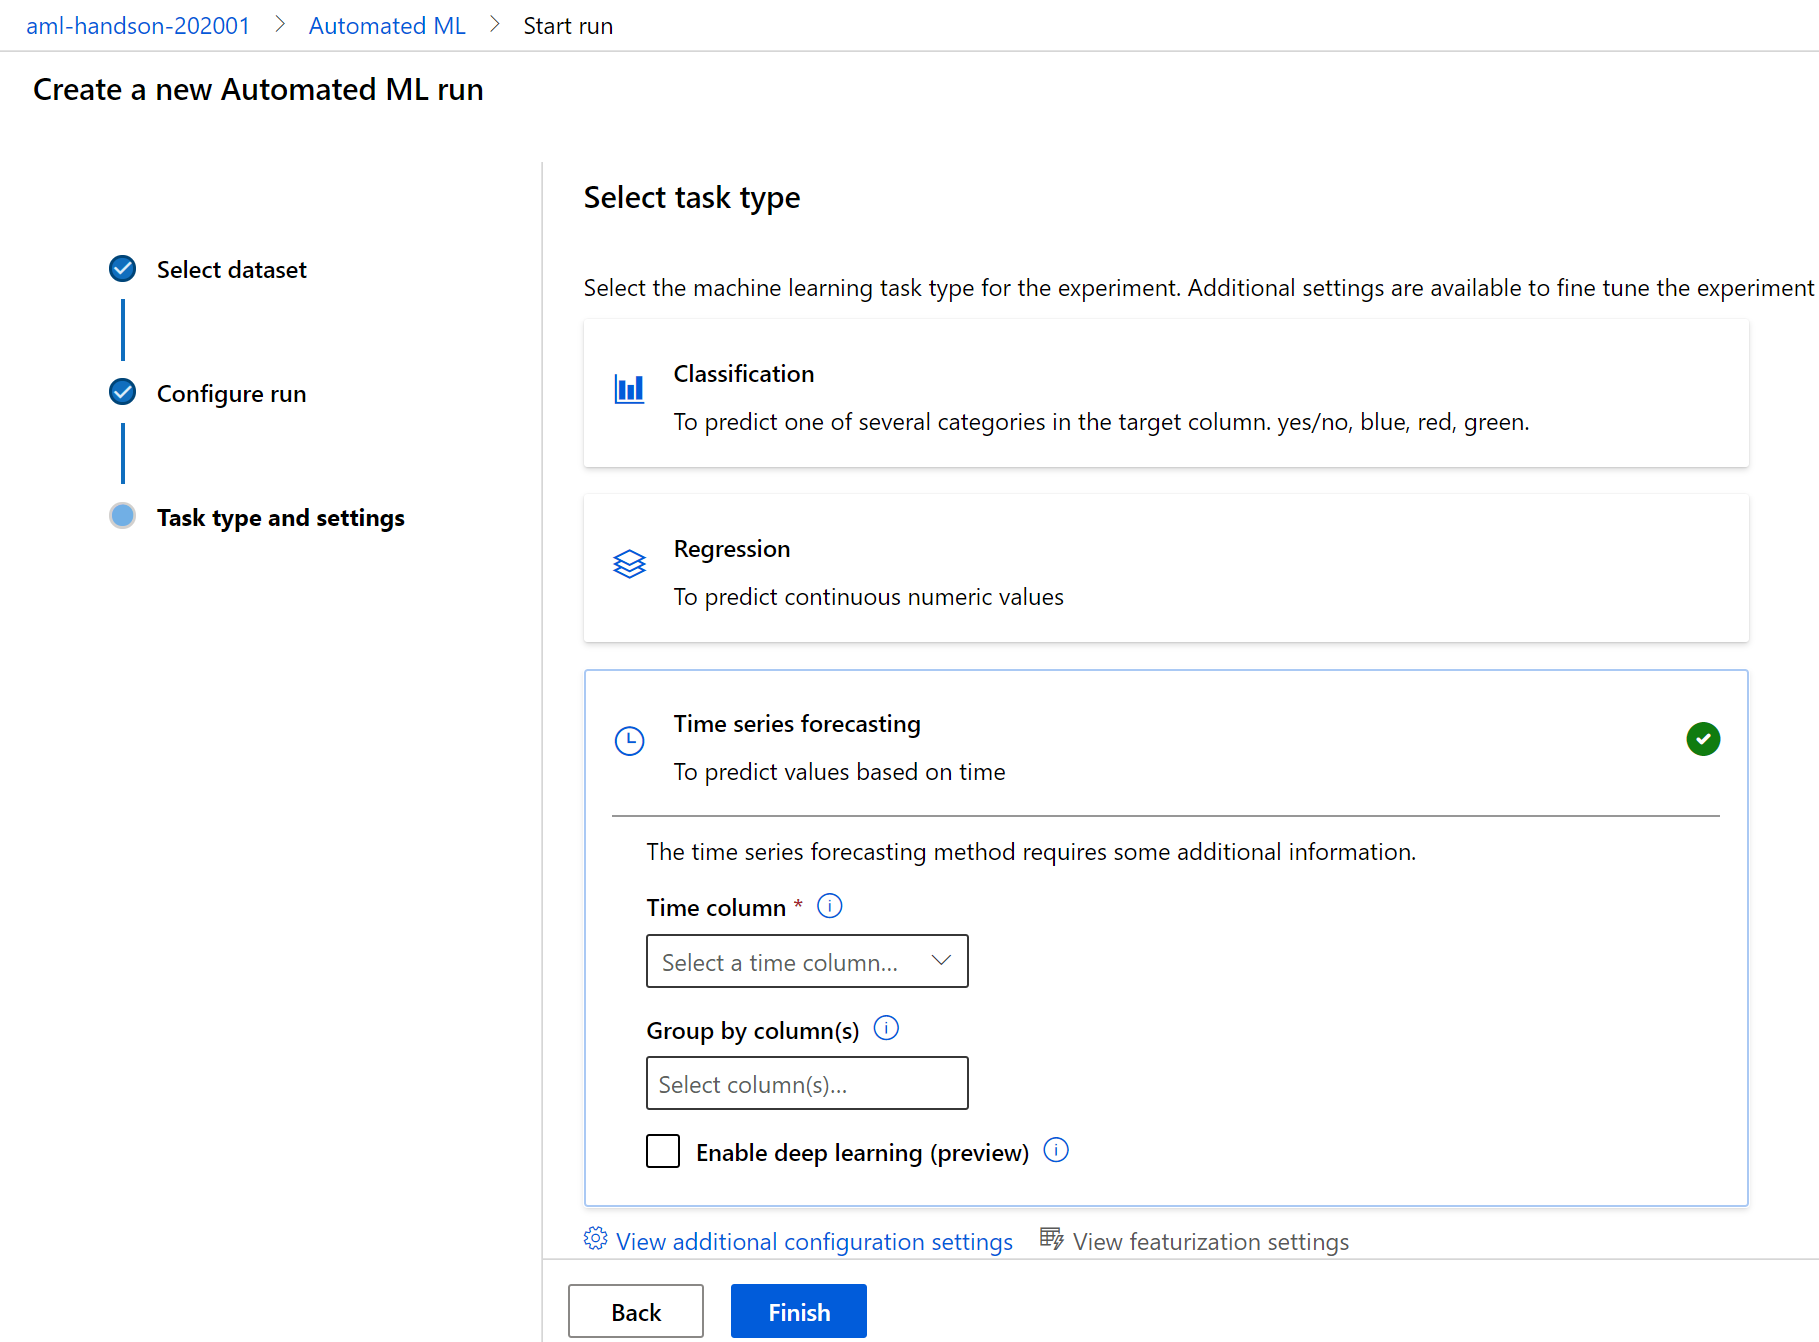 aml-handson-202001 > Automated ML > Start run
Create a new Automated ML run
Select dataset
Configure run
Task type and settings
Select task type
Select the machine learning task type for the experiment. Additional settings are available to fine tune the experiment
Classification
To predict one of several categories in the target column. yes/no, blue, red, green.
Regression
To predict continuous numeric values
Time series forecasting
To predict values based on time
The time series forecasting method requires some additional information.
Time column *
Select a time column...
Group by column(s)
Select column(s)...
Enable deep learning (preview)
View additional configuration settings View featurization settings
Back Finish